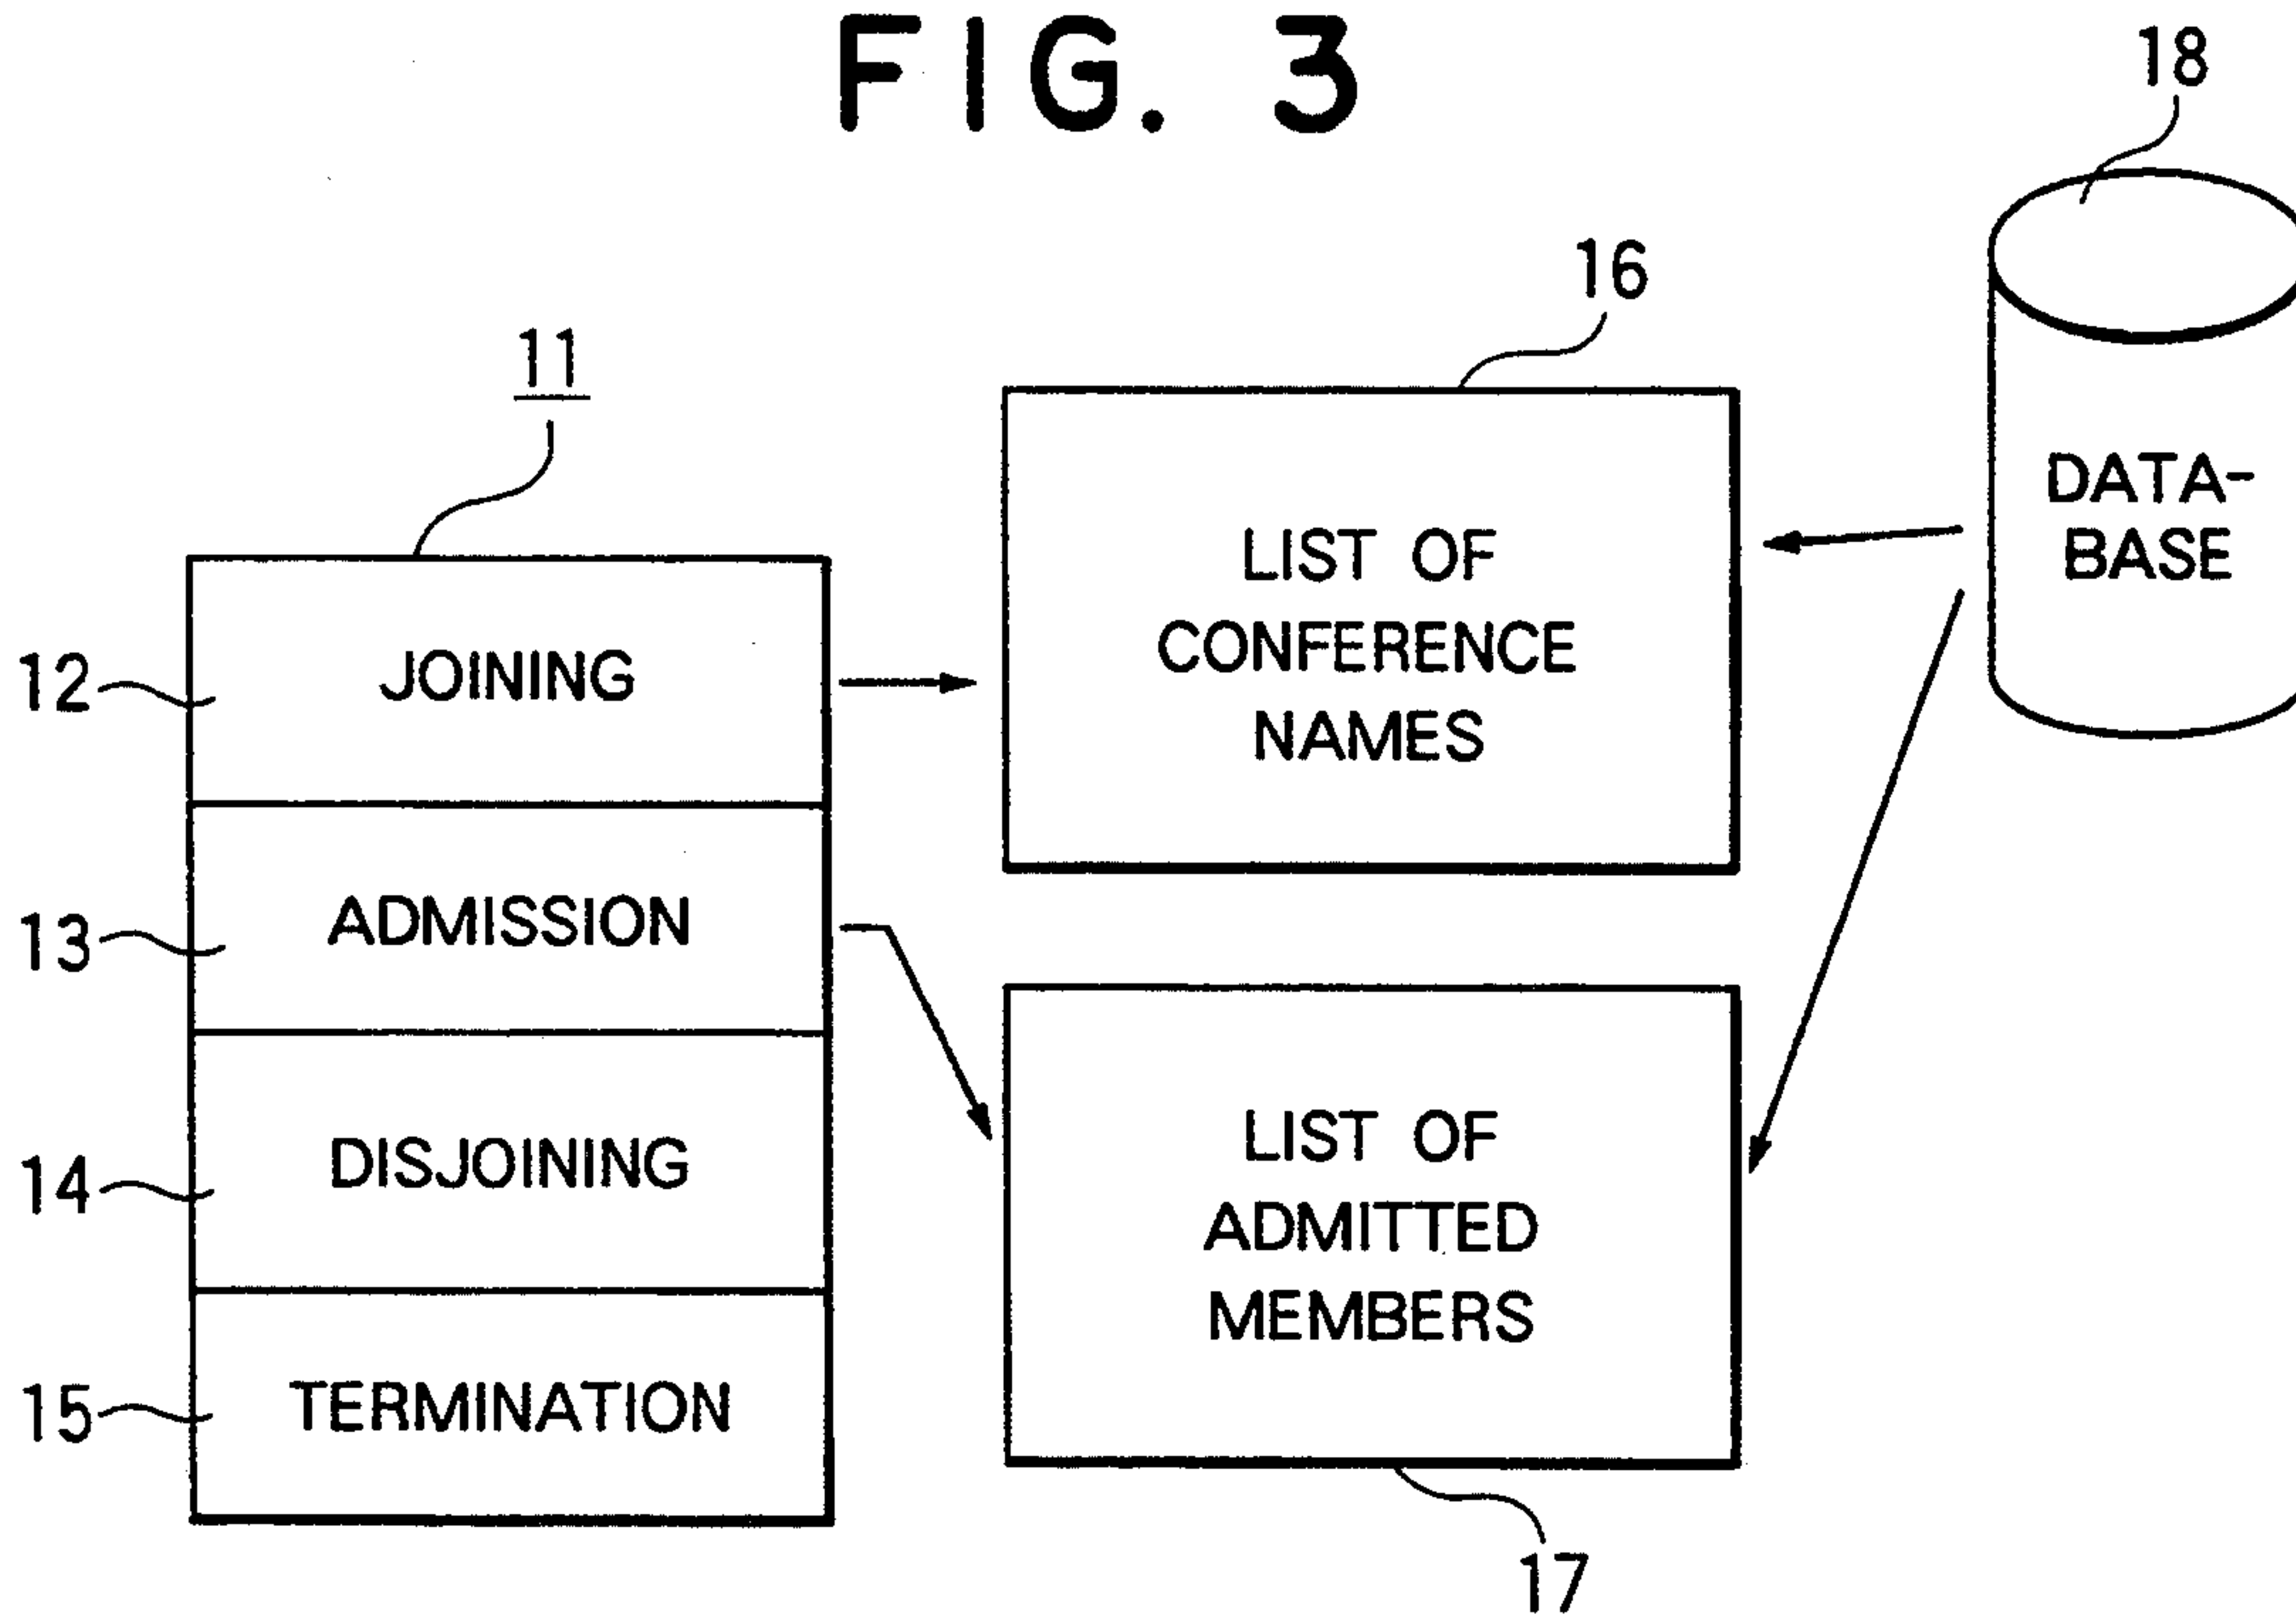 FIG. 3
18
16
11
DATA-
BASE
LIST OF
CONFERENCE
NAMES
12
JOINING
13
ADMISSION
14
DISJOINING
LIST OF
ADMITTED
MEMBERS
15
TERMINATION
17